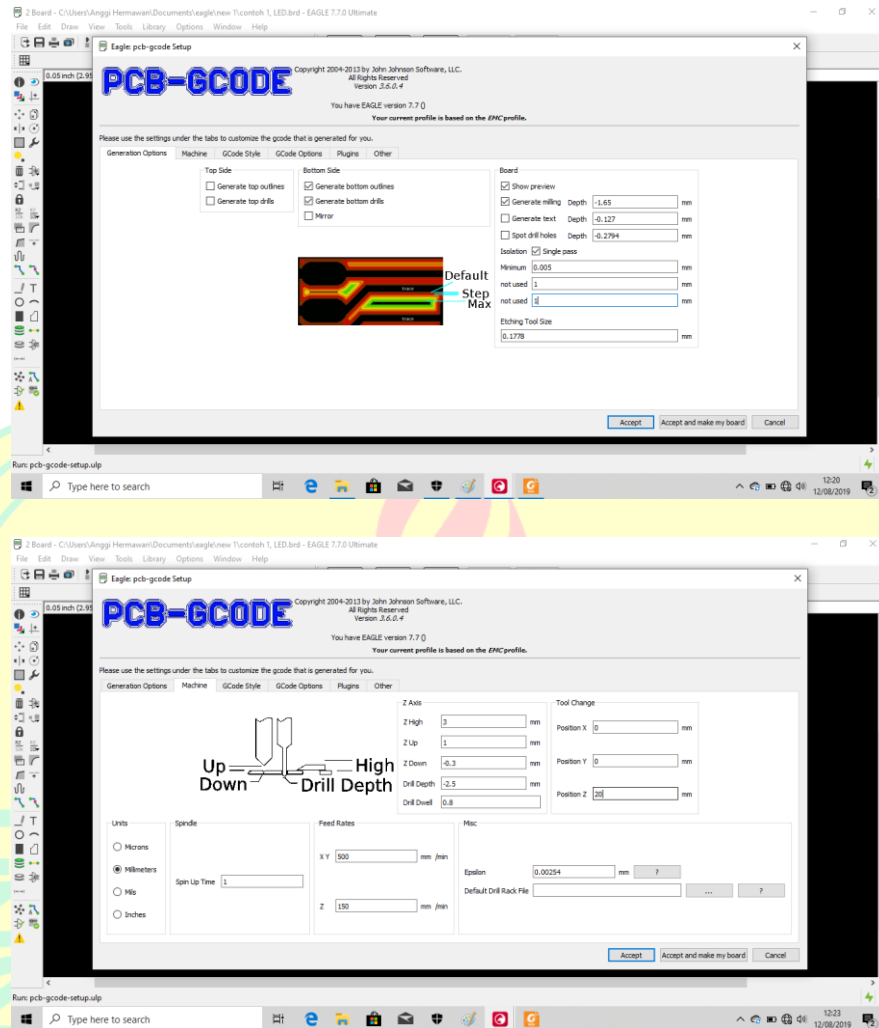 2 Board - C:\Users\Anggi Hermawan\Documents\eagle\new 1\contoh 1, LED.brd - EAGLE 7.7.0 Ultimate
File Edit Draw View Tools Library Options Window Help
Eagle: pcb-gcode Setup
0.05 inch (2.95
PCB-GCODE
Copyright 2004-2013 by John Johnson Software, LLC.
All Rights Reserved
Version 3.6.0.4
You have EAGLE version 7.7 ()
Your current profile is based on the EMC profile.
Please use the settings under the tabs to customize the gcode that is generated for you.
Generation Options Machine GCode Style GCode Options Plugins Other
Top Side
Generate top outlines
Generate top drills
Bottom Side
Generate bottom outlines
Generate bottom drills
Mirror
Default
Step
Max
Board
Show preview
Generate milling Depth -1.65 mm
Generate text Depth -0.127 mm
Spot drill holes Depth -0.2794 mm
Isolation Single pass
Minimum 0.005 mm
not used 1 mm
not used 1 mm
Etching Tool Size
0.1778 mm
Accept Accept and make my board Cancel
Run: pcb-gcode-setup.ulp
Type here to search
12:20
12/08/2019
2 Board - C:\Users\Anggi Hermawan\Documents\eagle\new 1\contoh 1, LED.brd - EAGLE 7.7.0 Ultimate
File Edit Draw View Tools Library Options Window Help
Eagle: pcb-gcode Setup
0.05 inch (2.95
PCB-GCODE
Copyright 2004-2013 by John Johnson Software, LLC.
All Rights Reserved
Version 3.6.0.4
You have EAGLE version 7.7 ()
Your current profile is based on the EMC profile.
Please use the settings under the tabs to customize the gcode that is generated for you.
Generation Options Machine GCode Style GCode Options Plugins Other
Up
Down
High
Drill Depth
Z Axis
Z High 3 mm
Z Up 1 mm
Z Down -0.3 mm
Drill Depth -2.5 mm
Drill Dwell 0.8
Tool Change
Position X 0 mm
Position Y 0 mm
Position Z 20 mm
Units
Microns
Millimeters
Mils
Inches
Spindle
Spin Up Time 1
Feed Rates
X Y 500 mm /min
Z 150 mm /min
Misc
Epsilon 0.00254 mm ?
Default Drill Rack File ... ?
Accept Accept and make my board Cancel
Run: pcb-gcode-setup.ulp
Type here to search
12:23
12/08/2019